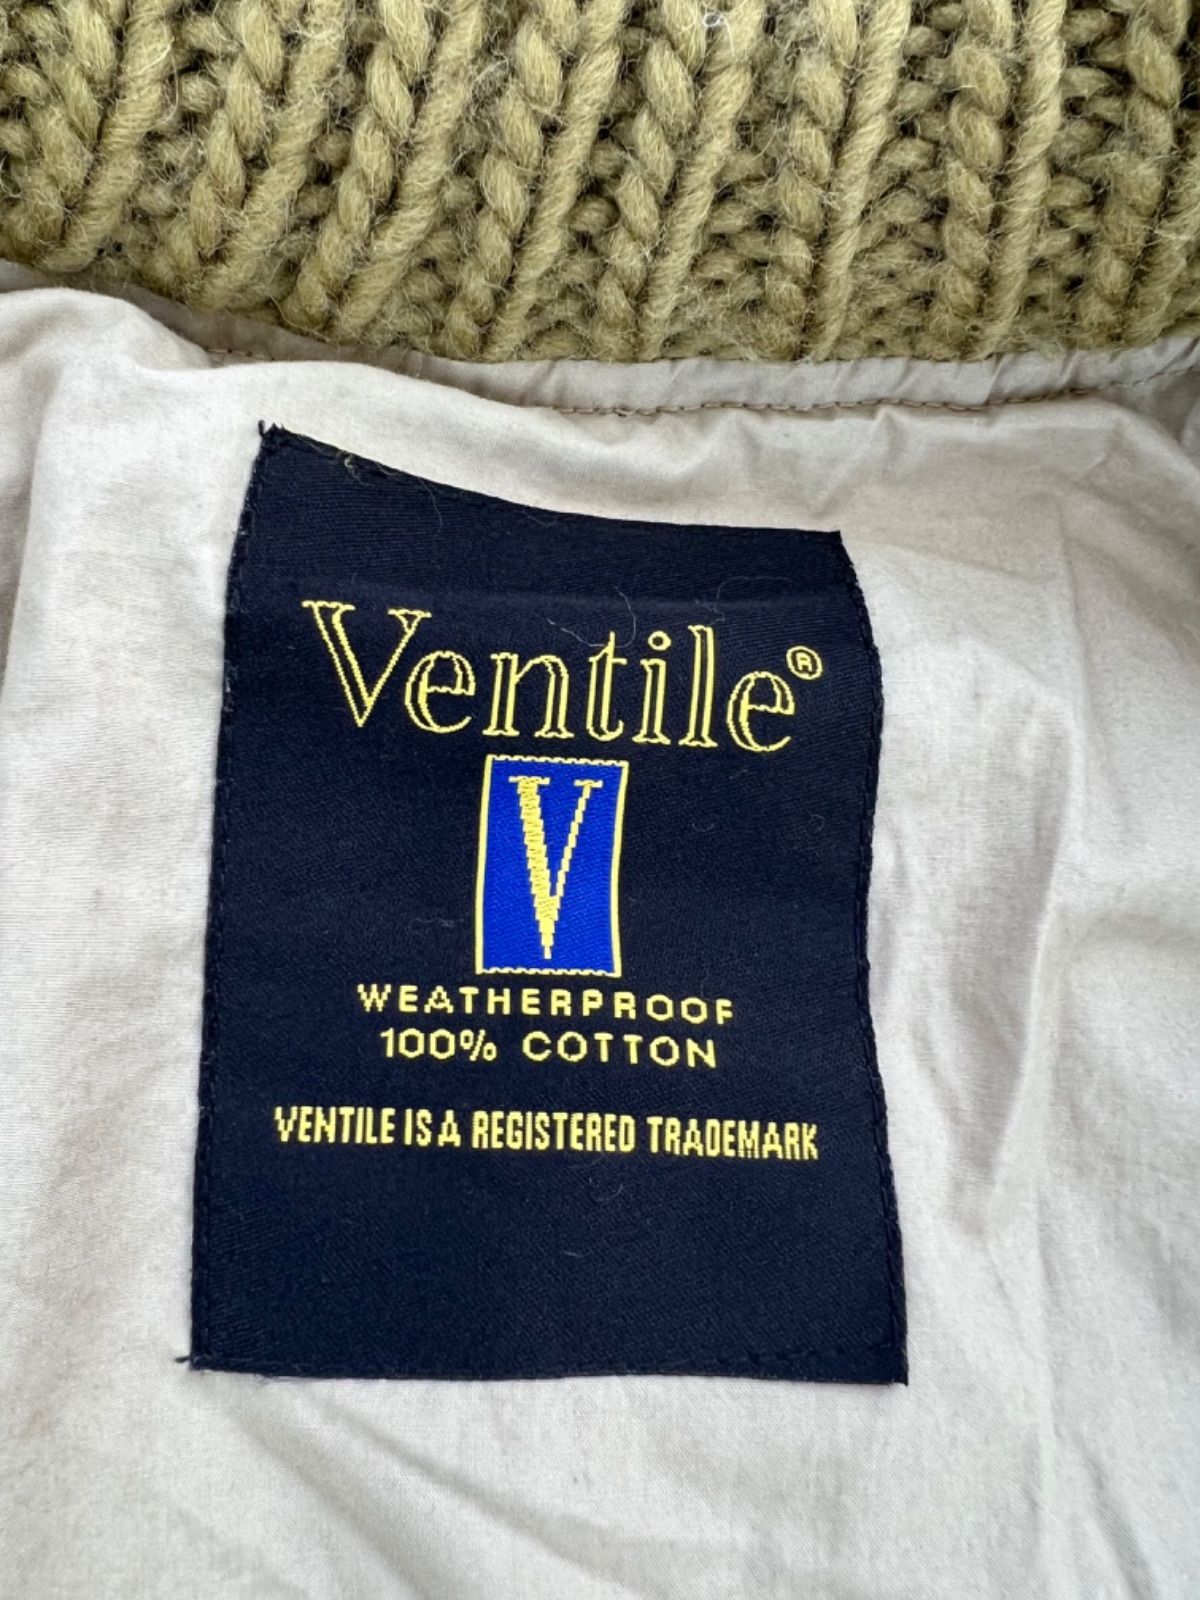 Ventile®
V
WEATHERPROOF
100% COTTON
VENTILE IS A REGISTERED TRADEMARK